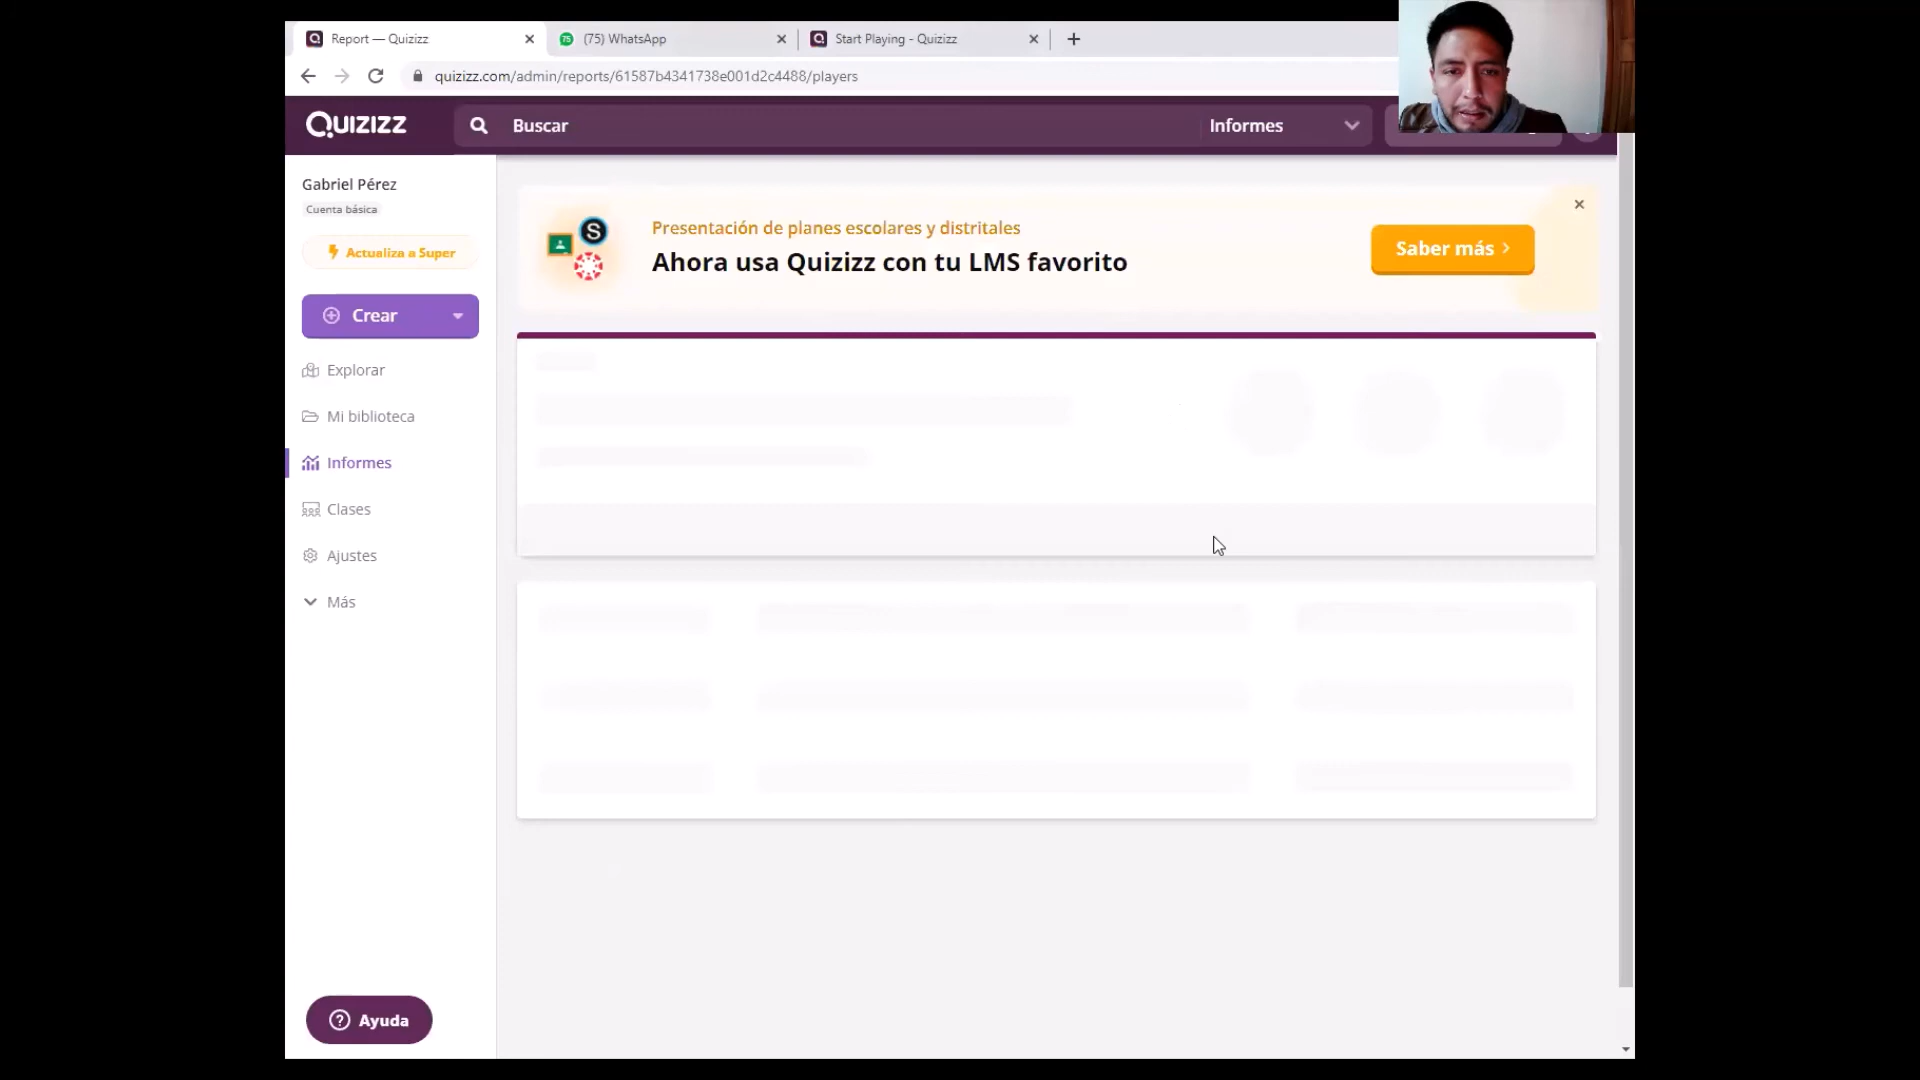 Report — Quizizz
(75) WhatsApp
Start Playing - Quizizz
quizizz.com/admin/reports/61587b4341738e001d2c4488/players
QUIZIZZ
Buscar
Informes
Gabriel Pérez
Cuenta básica
Actualiza a Super
Crear
Explorar
Mi biblioteca
Informes
Clases
Ajustes
Más
Ayuda
Presentación de planes escolares y distritales
Ahora usa Quizizz con tu LMS favorito
Saber más